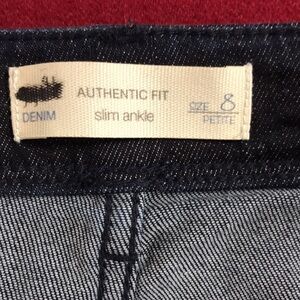 DENIM
AUTHENTIC FIT
slim ankle
SIZE 8
PETITE